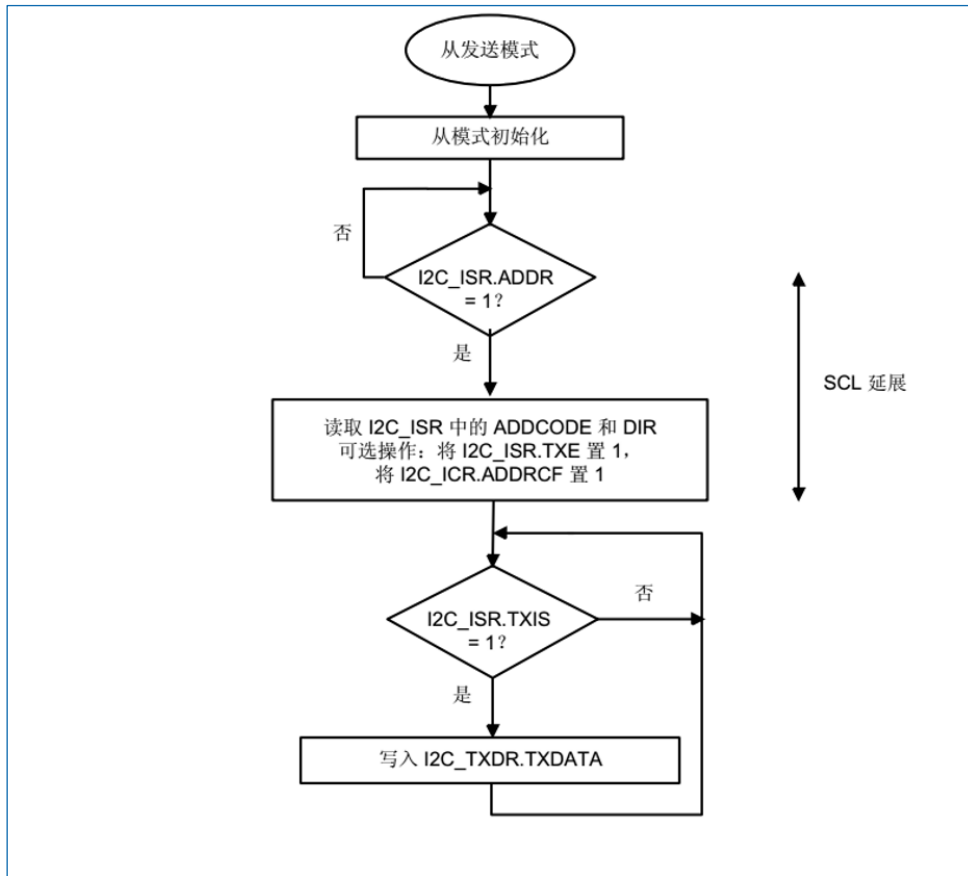 从发送模式
从模式初始化
否
I2C_ISR.ADDR
= 1?
是
SCL 延展
读取 I2C_ISR 中的 ADDCODE 和 DIR
可选操作：将 I2C_ISR.TXE 置 1，
将 I2C_ICR.ADDRCF 置 1
否
I2C_ISR.TXIS
= 1?
是
写入 I2C_TXDR.TXDATA